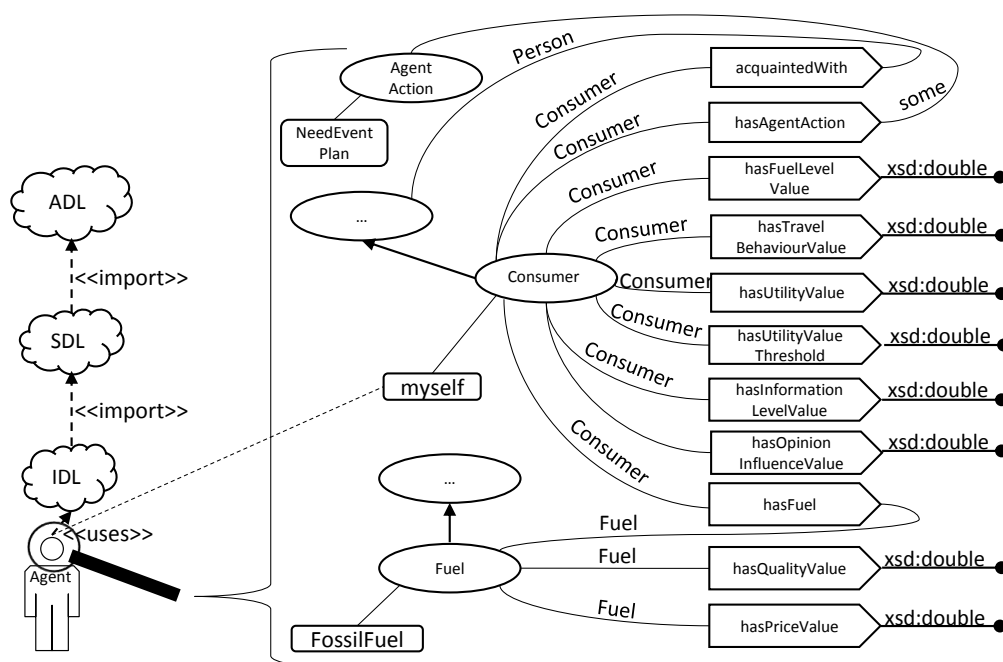 Person
Agent
Action
acquaintedWith
Consumer
some
NeedEvent
Plan
Consumer
hasAgentAction
Consumer
hasFuelLevel
Value
xsd:double
ADL
...
Consumer
hasTravel
BehaviourValue
xsd:double
<<import>>
Consumer
Consumer
hasUtilityValue
xsd:double
SDL
Consumer
hasUtilityValue
Threshold
xsd:double
<<import>>
myself
Consumer
hasInformation
LevelValue
xsd:double
hasOpinion
InfluenceValue
xsd:double
IDL
...
Consumer
hasFuel
<<uses>>
Fuel
Agent
Fuel
Fuel
hasQualityValue
xsd:double
FossilFuel
Fuel
hasPriceValue
xsd:double